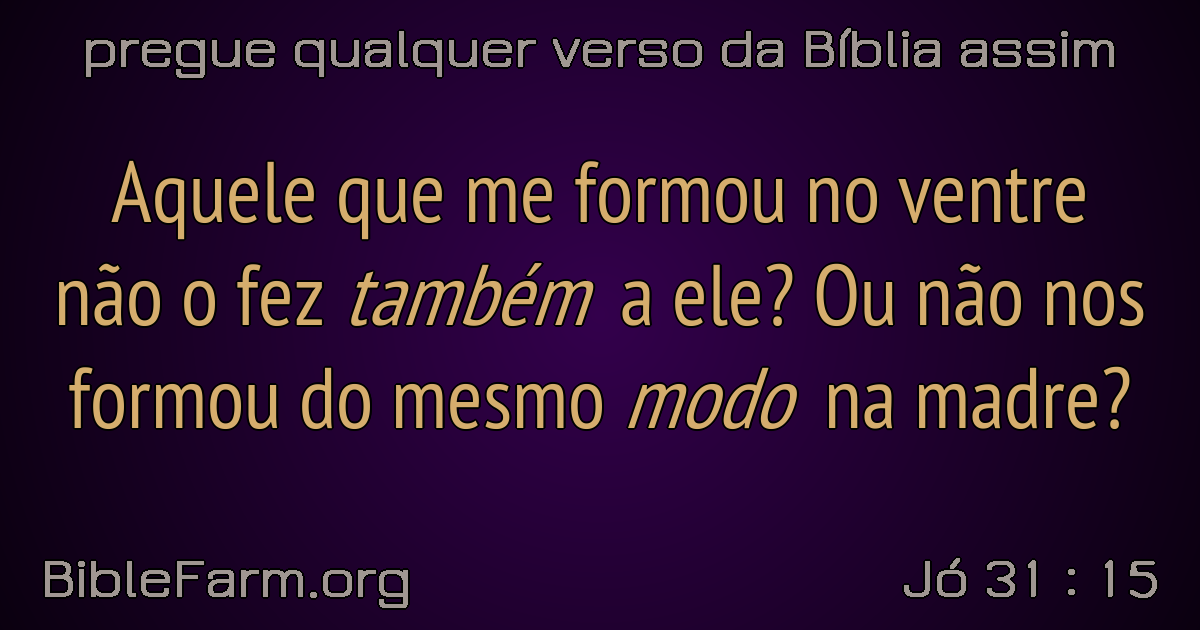 pregue qualquer verso da Bíblia assim
Aquele que me formou no ventre
não o fez também a ele? Ou não nos
formou do mesmo modo na madre?
BibleFarm.org
Jó 31 : 15